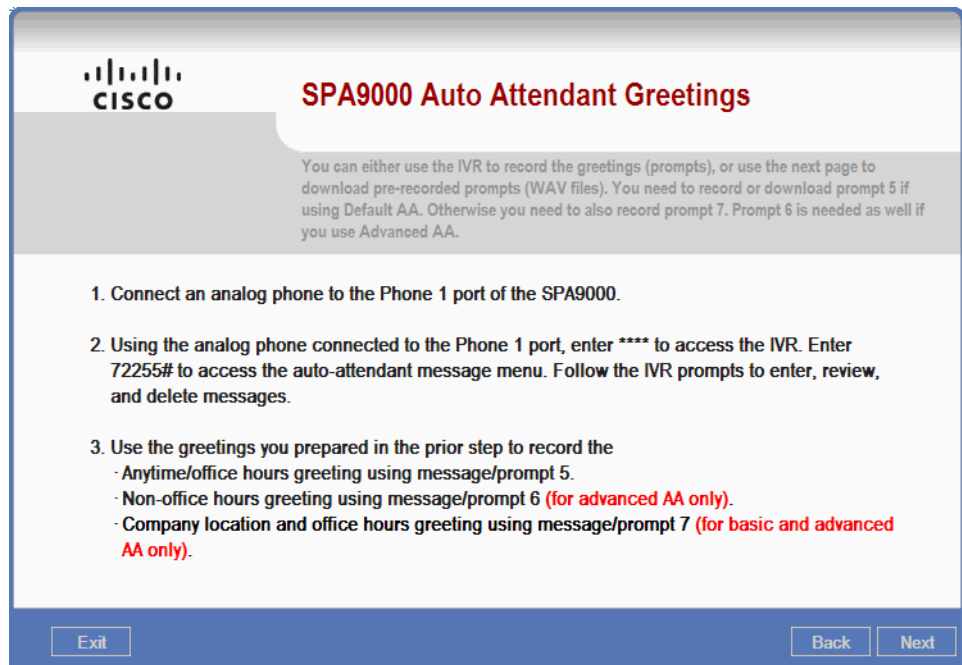 CISCO
SPA9000 Auto Attendant Greetings
You can either use the IVR to record the greetings (prompts), or use the next page to
download pre-recorded prompts (WAV files). You need to record or download prompt 5 if
using Default AA. Otherwise you need to also record prompt 7. Prompt 6 is needed as well if
you use Advanced AA.
1. Connect an analog phone to the Phone 1 port of the SPA9000.
2. Using the analog phone connected to the Phone 1 port, enter **** to access the IVR. Enter
72255# to access the auto-attendant message menu. Follow the IVR prompts to enter, review,
and delete messages.
3. Use the greetings you prepared in the prior step to record the
· Anytime/office hours greeting using message/prompt 5.
· Non-office hours greeting using message/prompt 6 (for advanced AA only).
· Company location and office hours greeting using message/prompt 7 (for basic and advanced
AA only).
Exit
Back
Next